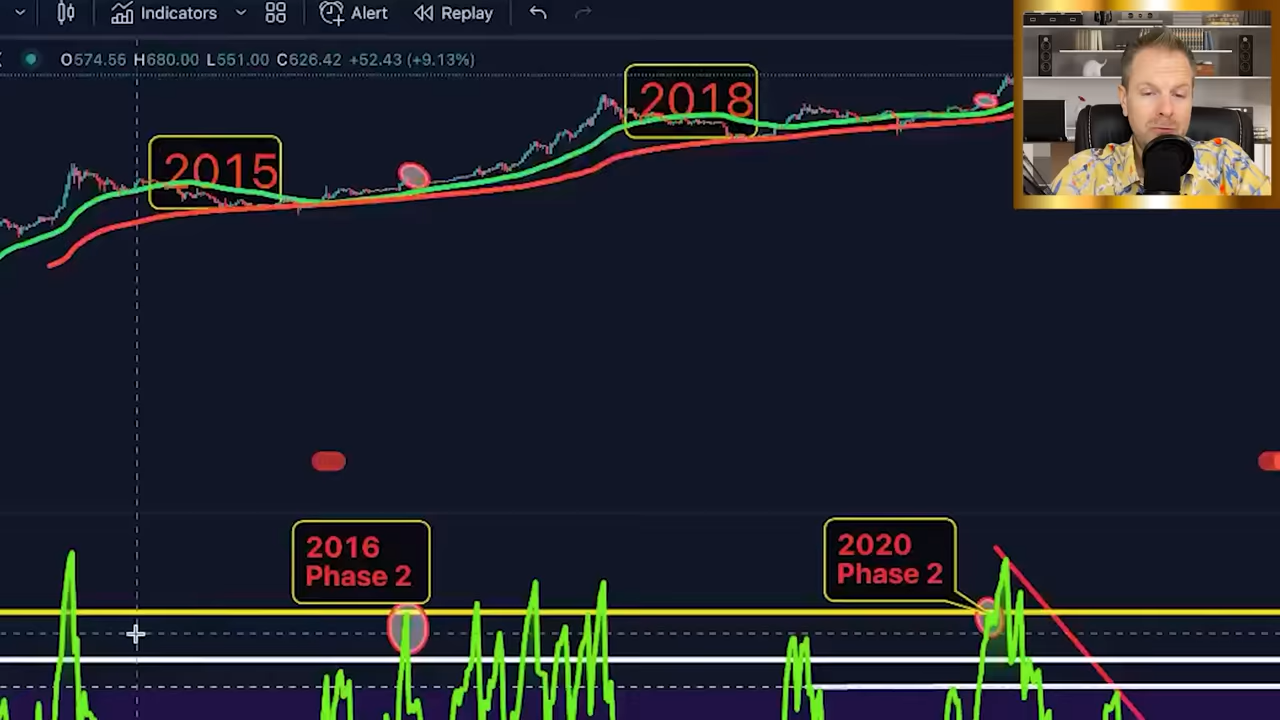 Indicators Alert Replay
O574.56 H680.00 L551.00 C626.42 +52.43 (+9.13%)
2018
2015
2016
Phase 2
2020
Phase 2